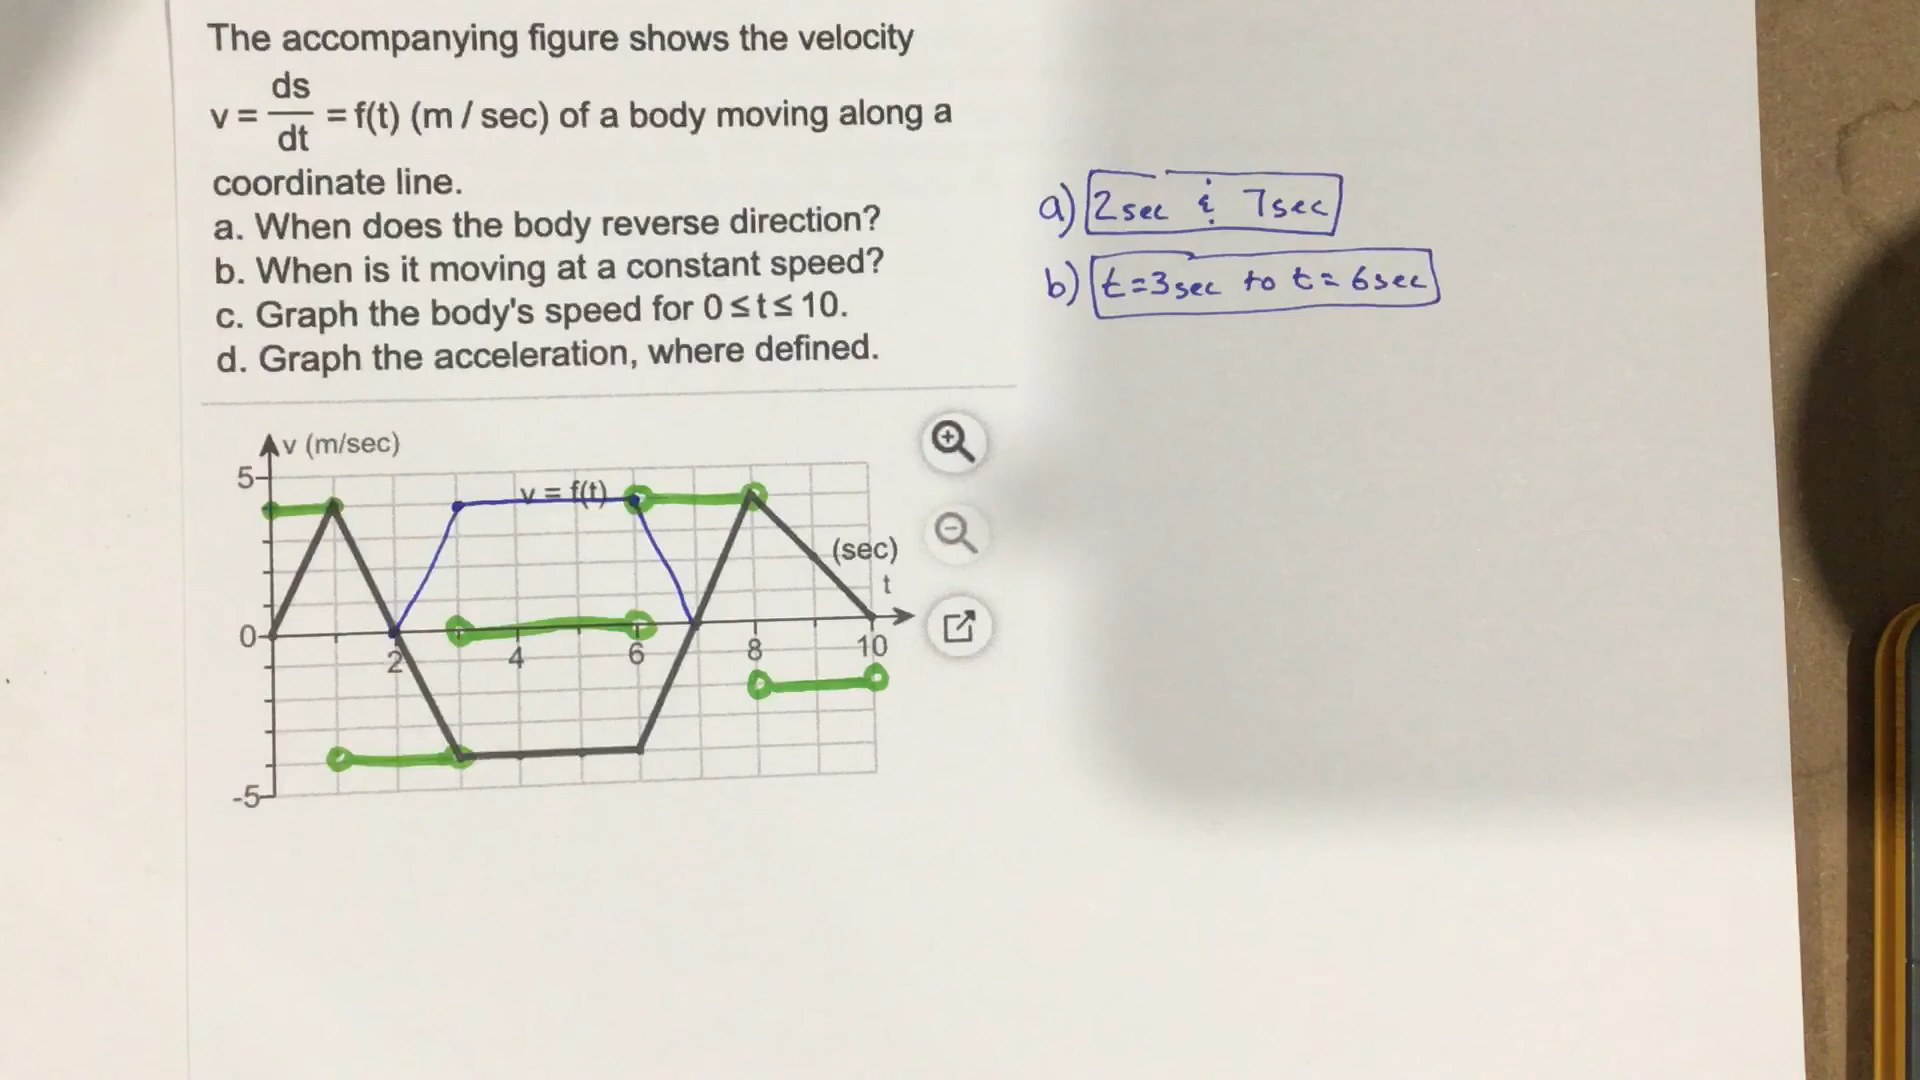 The accompanying figure shows the velocity
v = ds/dt = f(t) (m / sec) of a body moving along a
coordinate line.
a. When does the body reverse direction?
b. When is it moving at a constant speed?
c. Graph the body's speed for 0 ≤ t ≤ 10.
d. Graph the acceleration, where defined.
a) 2sec & 7sec
b) t=3sec to t=6sec
v (m/sec)
5
v = f(t)
(sec)
t
0
2
4
6
8
10
-5